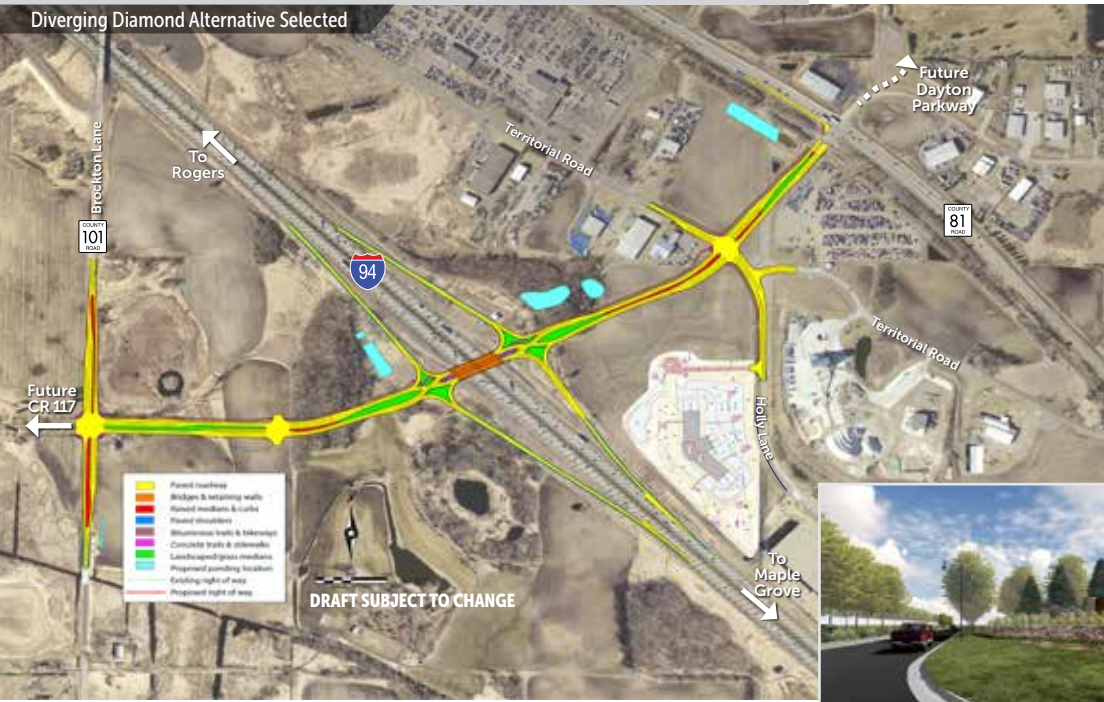 Diverging Diamond Alternative Selected
Future
Dayton
Parkway
Territorial Road
To
Rogers
Brockton Lane
COUNTY
101
ROAD
COUNTY
81
ROAD
94
Territorial Road
Future
CR 117
Holly Lane
Paved roadway
Bridges & retaining walls
Raised medians & curbs
Paved shoulders
Bituminous trails & bikeways
Concrete trails & sidewalks
Landscaped/grass medians
Proposed ponding location
Existing right of way
Proposed right of way
DRAFT SUBJECT TO CHANGE
To
Maple
Grove